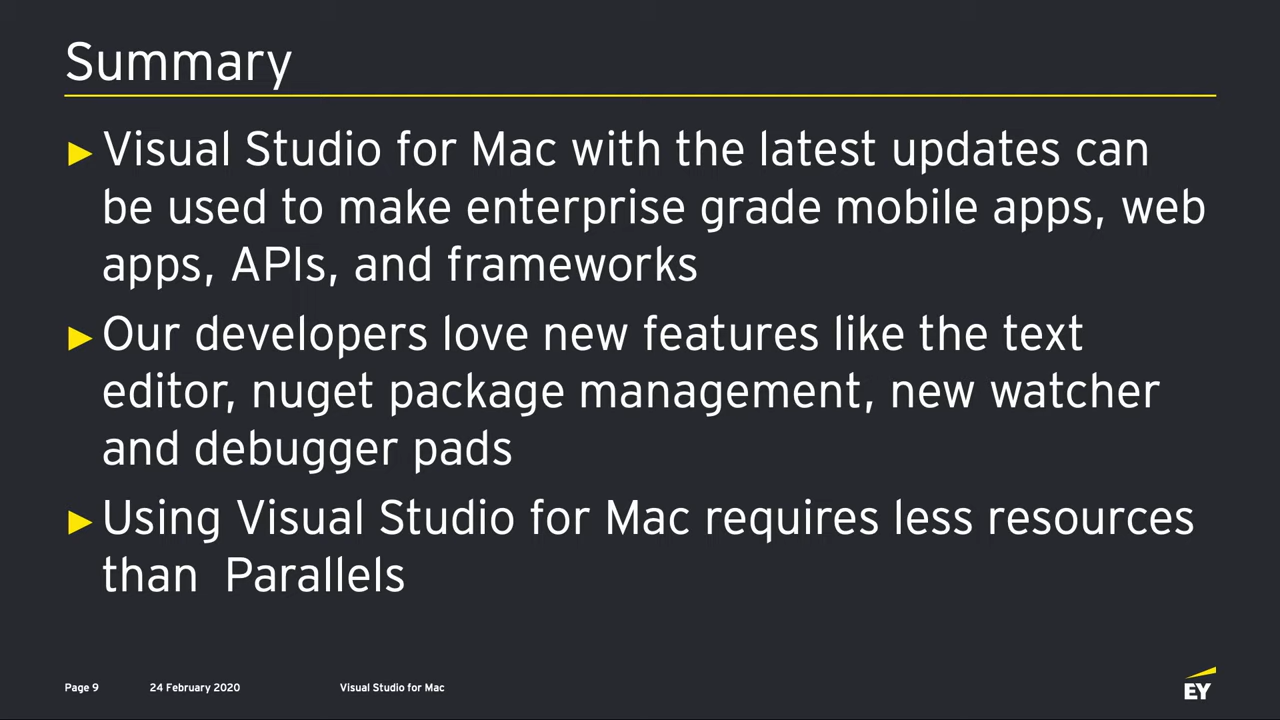 Summary
►Visual Studio for Mac with the latest updates can
be used to make enterprise grade mobile apps, web
apps, APIs, and frameworks
►Our developers love new features like the text
editor, nuget package management, new watcher
and debugger pads
►Using Visual Studio for Mac requires less resources
than  Parallels
Page 9 24 February 2020 Visual Studio for Mac
EY